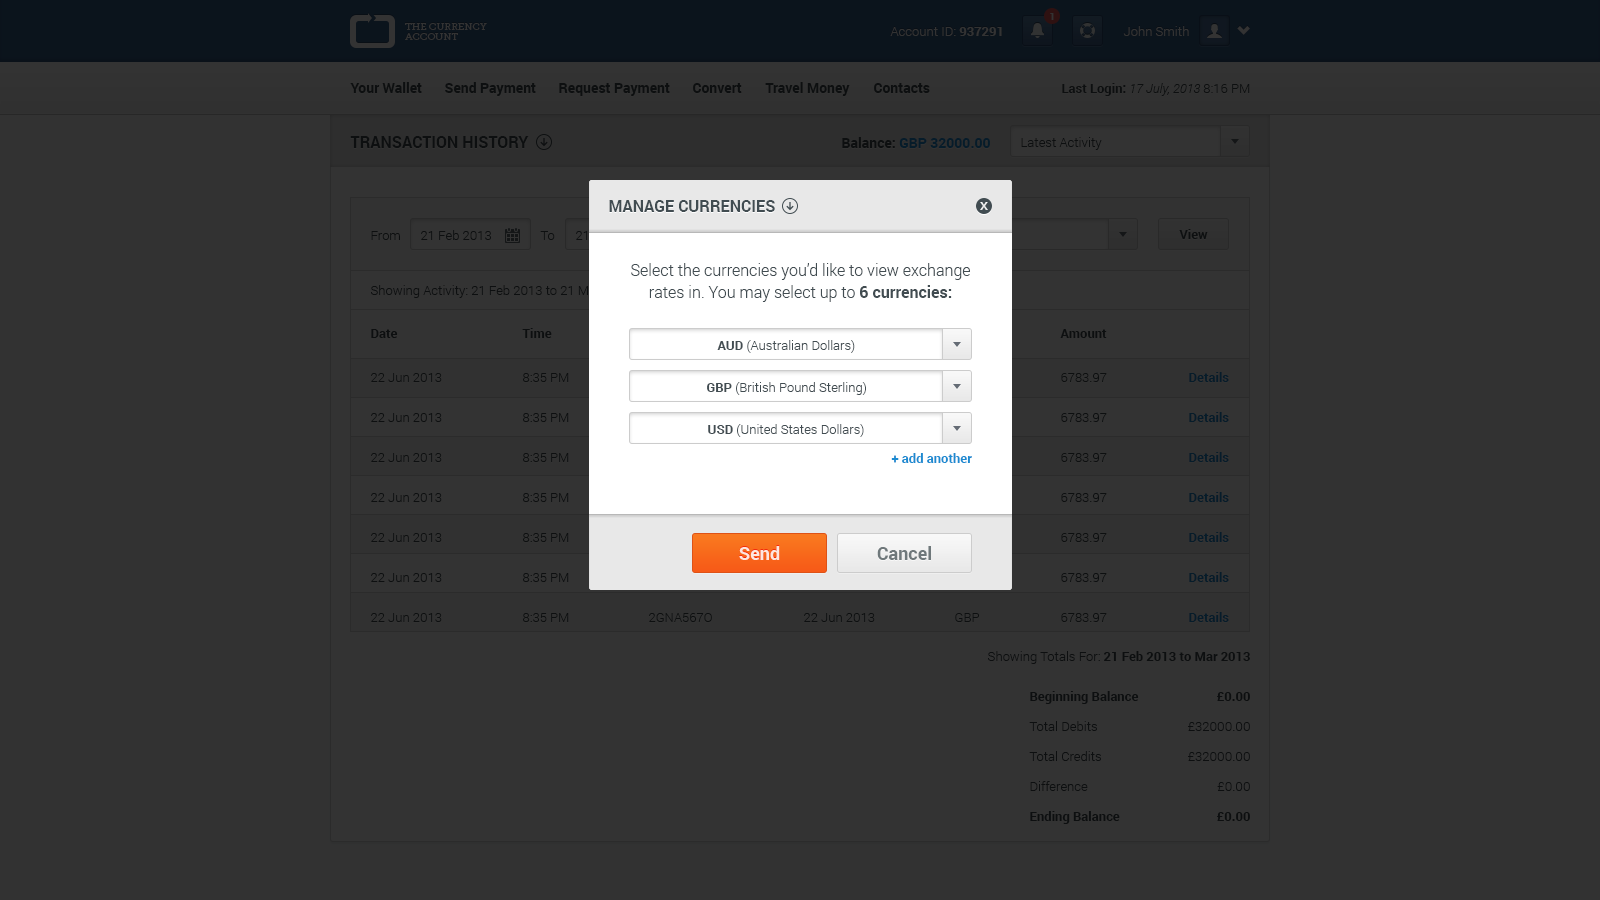 THE CURRENCY
ACCOUNT
Account ID: 937291
1
John Smith
Your Wallet Send Payment Request Payment Convert Travel Money Contacts
Last Login: 17 July, 2013 8:16 PM
TRANSACTION HISTORY
Balance: GBP 32000.00
Latest Activity
From 21 Feb 2013 To 21
View
Showing Activity: 21 Feb 2013 to 21 M
Date Time Amount
22 Jun 2013 8:35 PM 6783.97 Details
22 Jun 2013 8:35 PM 6783.97 Details
22 Jun 2013 8:35 PM 6783.97 Details
22 Jun 2013 8:35 PM 6783.97 Details
22 Jun 2013 8:35 PM 6783.97 Details
22 Jun 2013 8:35 PM 6783.97 Details
22 Jun 2013 8:35 PM 2GNA567O 22 Jun 2013 GBP 6783.97 Details
Showing Totals For: 21 Feb 2013 to Mar 2013
Beginning Balance £0.00
Total Debits £32000.00
Total Credits £32000.00
Difference £0.00
Ending Balance £0.00
MANAGE CURRENCIES
X
Select the currencies you’d like to view exchange
rates in. You may select up to 6 currencies:
AUD (Australian Dollars)
GBP (British Pound Sterling)
USD (United States Dollars)
+ add another
Send Cancel